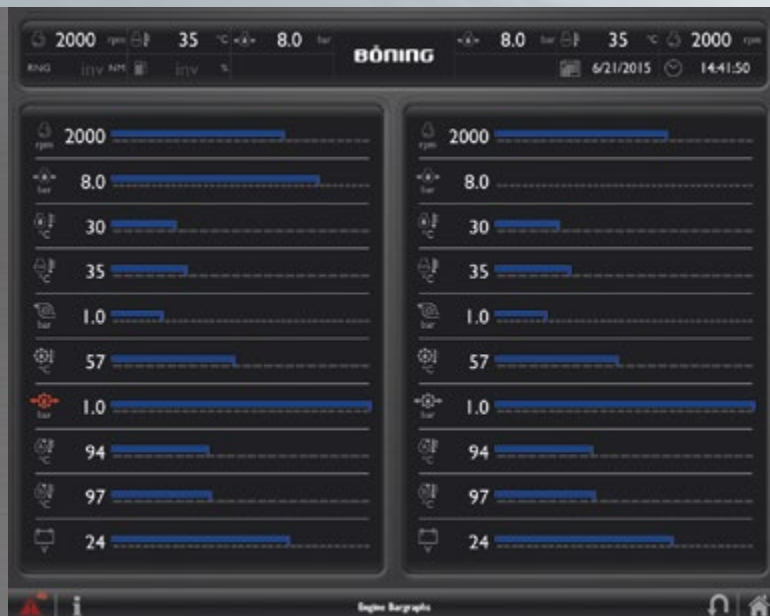 2000 rpm 35 °C 8.0 bar BÖNING 8.0 bar 35 °C 2000 rpm
RNG inv NM inv % 6/21/2015 14:41:50
2000 rpm
8.0 bar
30 °C
35 °C
1.0 bar
57 °C
1.0 bar
94 °C
97 °C
24 V
2000 rpm
8.0 bar
30 °C
35 °C
1.0 bar
57 °C
1.0 bar
94 °C
97 °C
24 V
i Engine Bargraphs